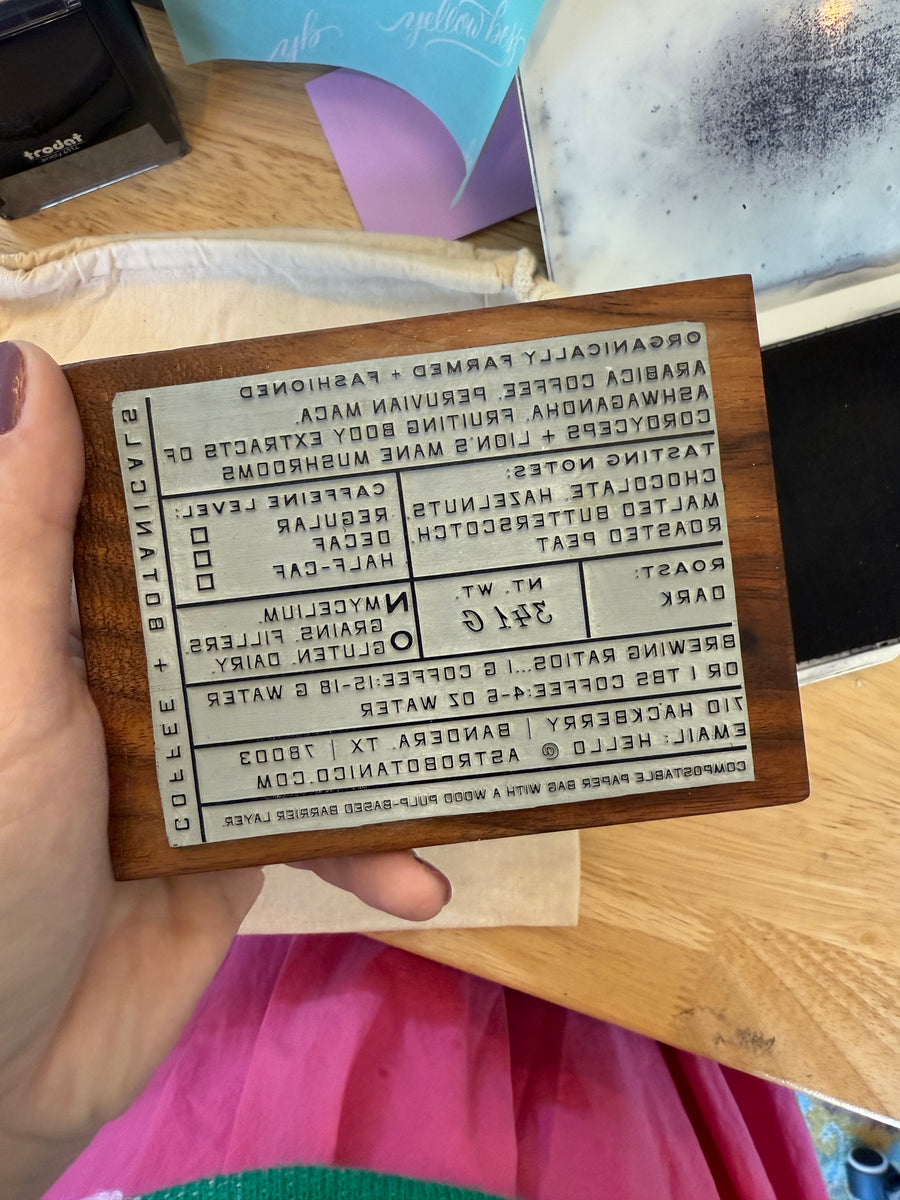 trodat
yellow
ORGANICALLY FARMED + FASHIONED
ARABICA COFFEE, PERUVIAN MACA,
ASHWAGANDHA, FRUITING BODY EXTRACTS OF
CORDYCEPS + LION'S MANE MUSHROOMS
TASTING NOTES:
CHOCOLATE, HAZELNUTS,
MALTED BUTTERSCOTCH,
ROASTED PEAT
CAFFEINE LEVEL:
REGULAR
DECAF
HALF-CAF
ROAST:
DARK
NT. WT.
341 G
NO
MYCELIUM,
GRAINS, FILLERS,
GLUTEN, DAIRY.
BREWING RATIOS...1 G COFFEE:15-18 G WATER
OR 1 TBS COFFEE:4-6 OZ WATER
710 HACKBERRY | BANDERA, TX | 78003
EMAIL: HELLO @ ASTROBOTANICO.COM
COMPOSTABLE PAPER BAG WITH A WOOD PULP-BASED BARRIER LAYER.
COFFEE + BOTANICALS